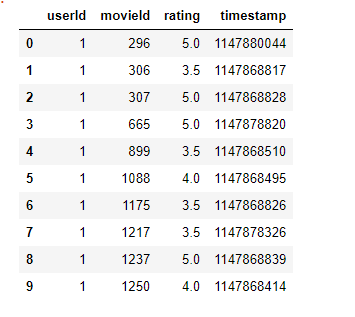 userId movieId rating timestamp
0 1 296 5.0 1147880044
1 1 306 3.5 1147868817
2 1 307 5.0 1147868828
3 1 665 5.0 1147878820
4 1 899 3.5 1147868510
5 1 1088 4.0 1147868495
6 1 1175 3.5 1147868826
7 1 1217 3.5 1147878326
8 1 1237 5.0 1147868839
9 1 1250 4.0 1147868414